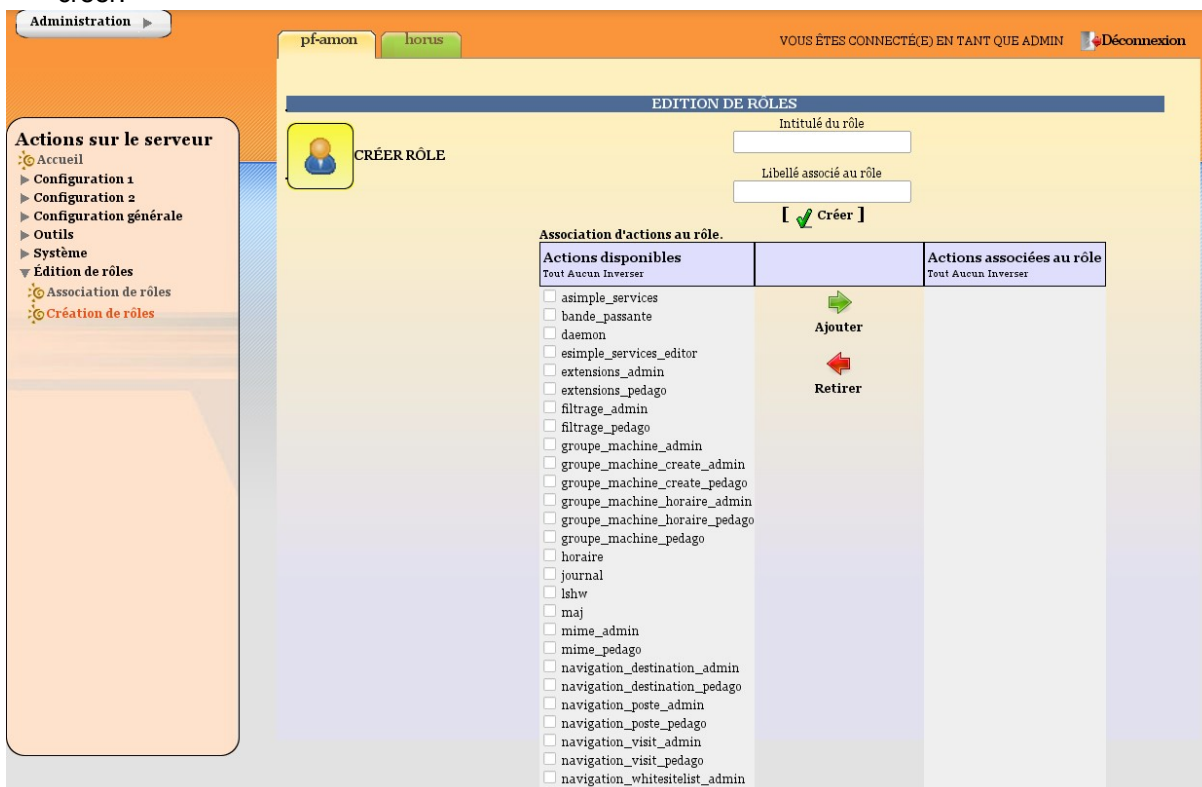 Administration
pf-amon
horus
VOUS ÊTES CONNECTÉ(E) EN TANT QUE ADMIN
Déconnexion
EDITION DE RÔLES
Actions sur le serveur
Accueil
Configuration 1
Configuration 2
Configuration générale
Outils
Système
Édition de rôles
Association de rôles
Création de rôles
CRÉER RÔLE
Intitulé du rôle
Libellé associé au rôle
[ Créer ]
Association d'actions au rôle.
Actions disponibles
Tout Aucun Inverser
Actions associées au rôle
Tout Aucun Inverser
asimple_services
bande_passante
daemon
esimple_services_editor
extensions_admin
extensions_pedago
filtrage_admin
filtrage_pedago
groupe_machine_admin
groupe_machine_create_admin
groupe_machine_create_pedago
groupe_machine_horaire_admin
groupe_machine_horaire_pedago
groupe_machine_pedago
horaire
journal
lshw
maj
mime_admin
mime_pedago
navigation_destination_admin
navigation_destination_pedago
navigation_poste_admin
navigation_poste_pedago
navigation_visit_admin
navigation_visit_pedago
navigation_whitesitelist_admin
Ajouter
Retirer